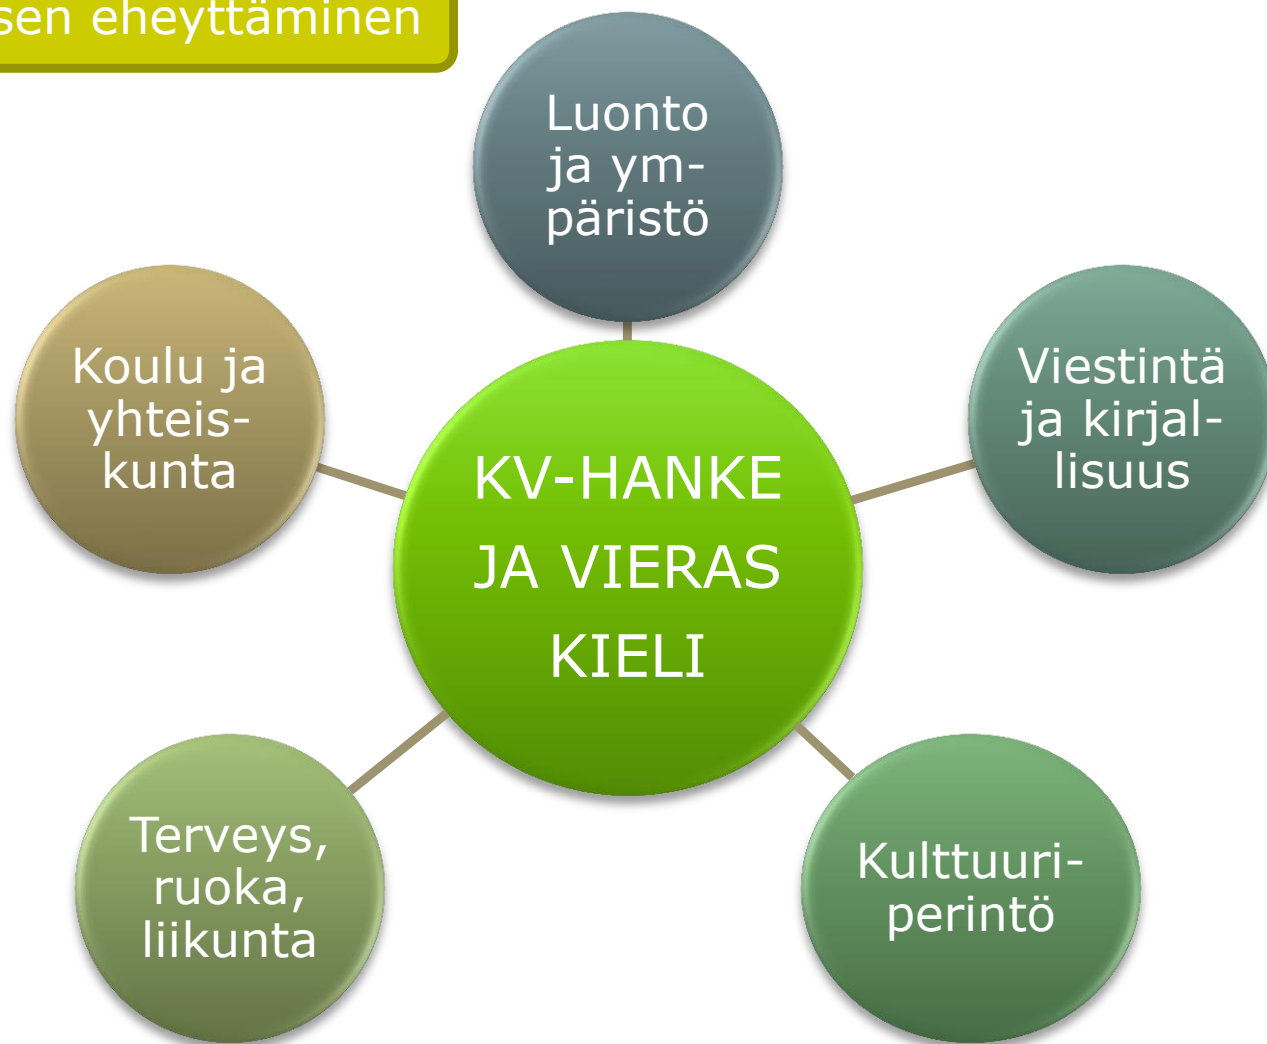 eheyttäminen
Luonto
ja ym-
päristö
Koulu ja
yhteis-
kunta
Viestintä
ja kirjal-
lisuus
KV-HANKE
JA VIERAS
KIELI
Terveys,
ruoka,
liikunta
Kulttuuri-
perintö